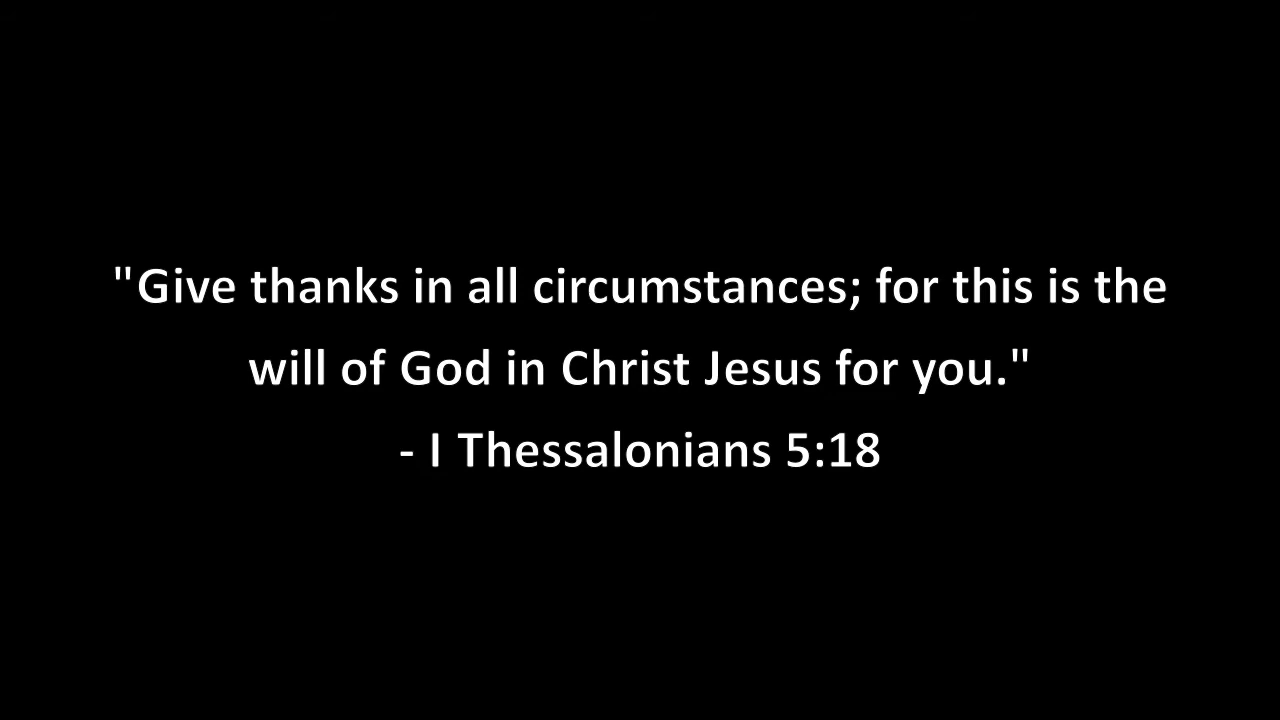 "Give thanks in all circumstances; for this is the
will of God in Christ Jesus for you."
- I Thessalonians 5:18